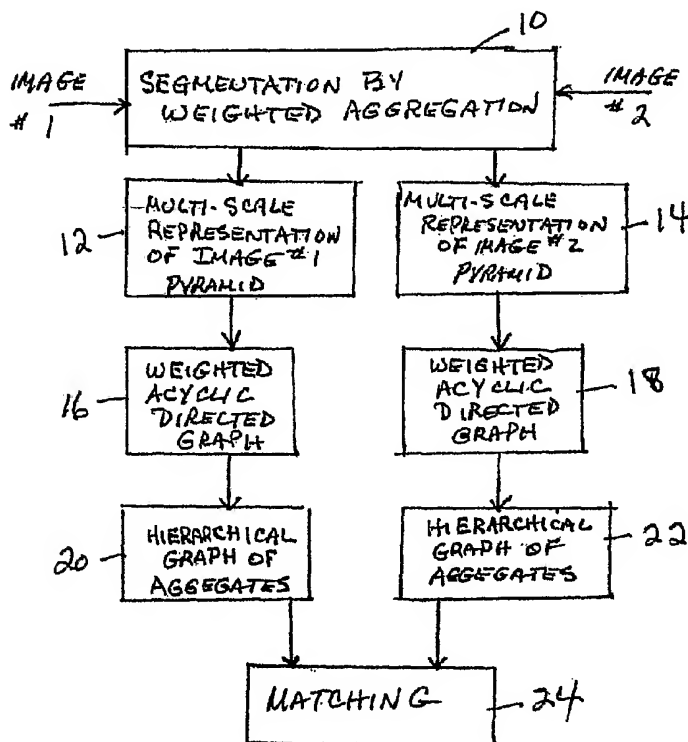 10
IMAGE
# 1
SEGMENTATION BY
WEIGHTED AGGREGATION
IMAGE
# 2
12
MULTI-SCALE
REPRESENTATION
OF IMAGE #1
PYRAMID
MULTI-SCALE
REPRESENTATION
OF IMAGE #2
PYRAMID
14
16
WEIGHTED
ACYCLIC
DIRECTED
GRAPH
WEIGHTED
ACYCLIC
DIRECTED
GRAPH
18
20
HIERARCHICAL
GRAPH OF
AGGEGATES
HIERARCHICAL
GRAPH OF
AGGEGATES
22
MATCHING
24